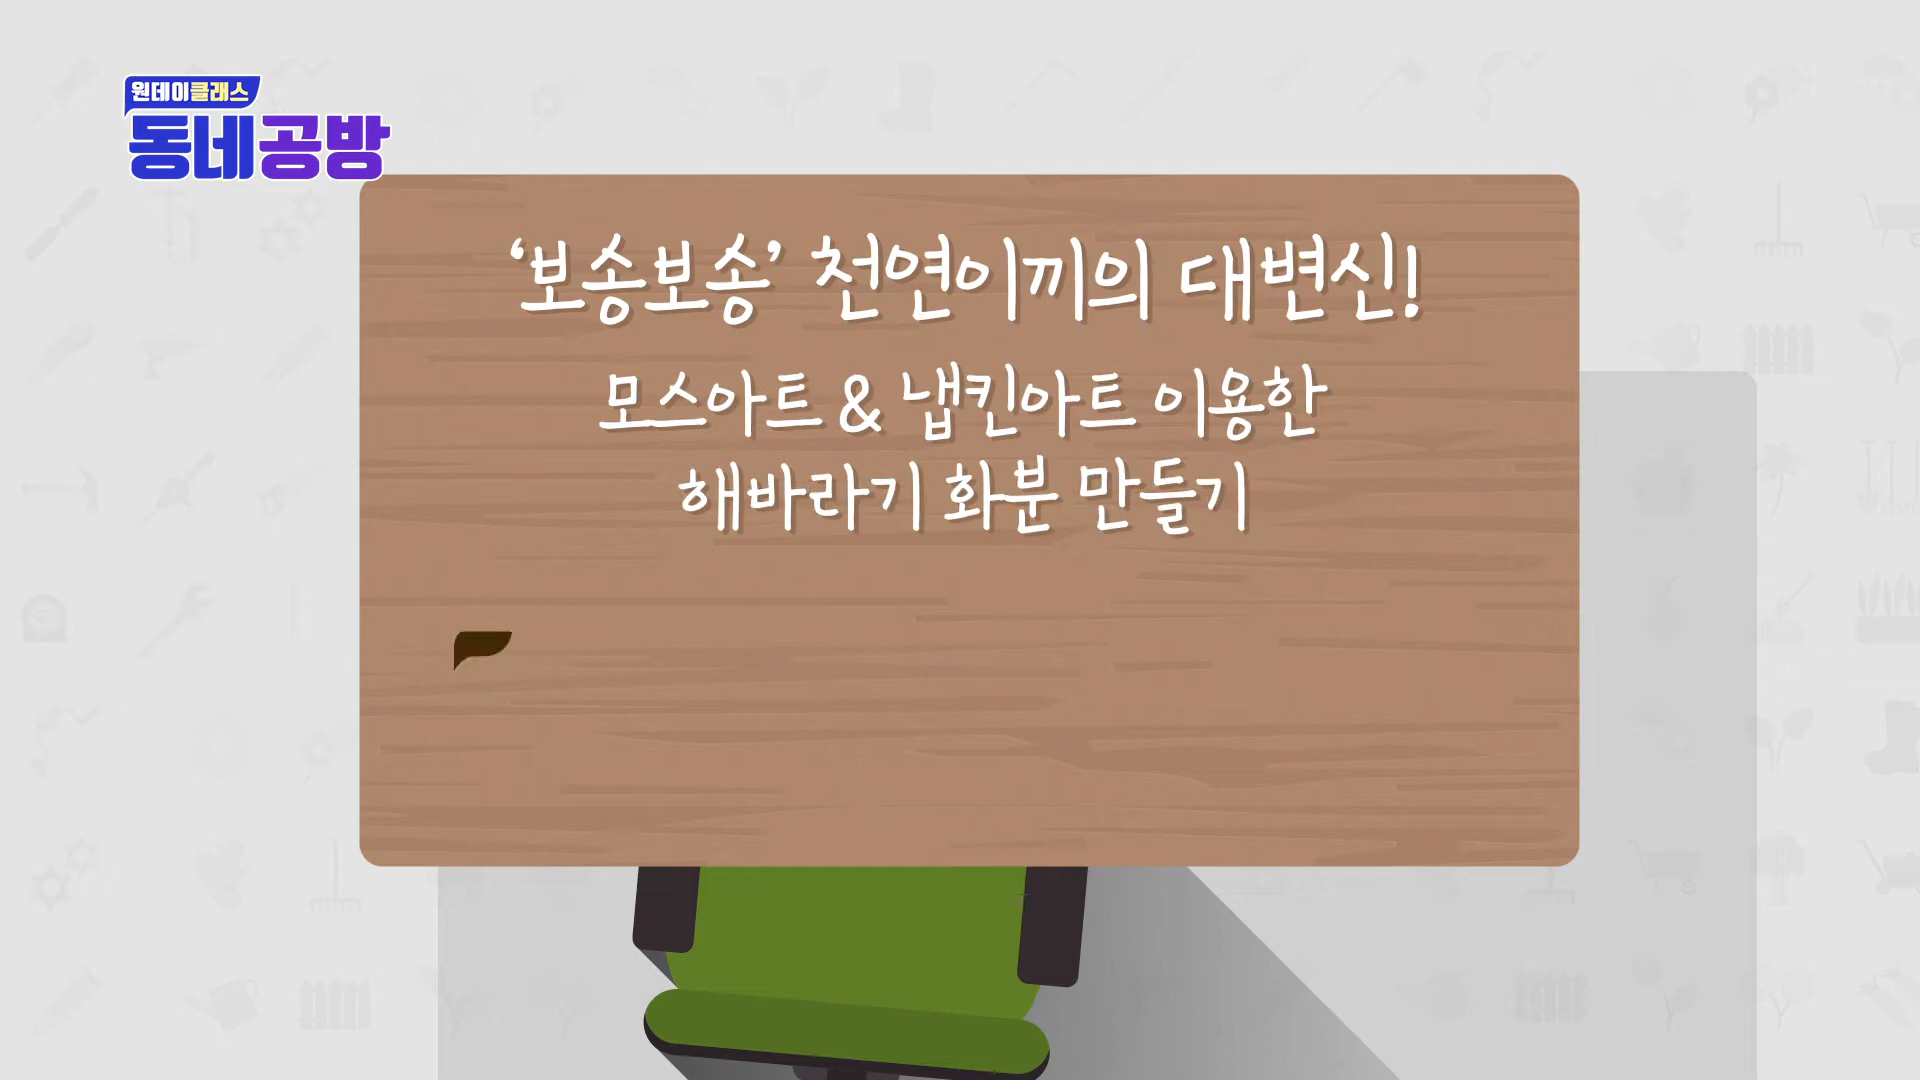 원데이클래스
동네공방
‘보송보송’ 천연이끼의 대변신!
모스아트 & 냅킨아트 이용한
해바라기 화분 만들기